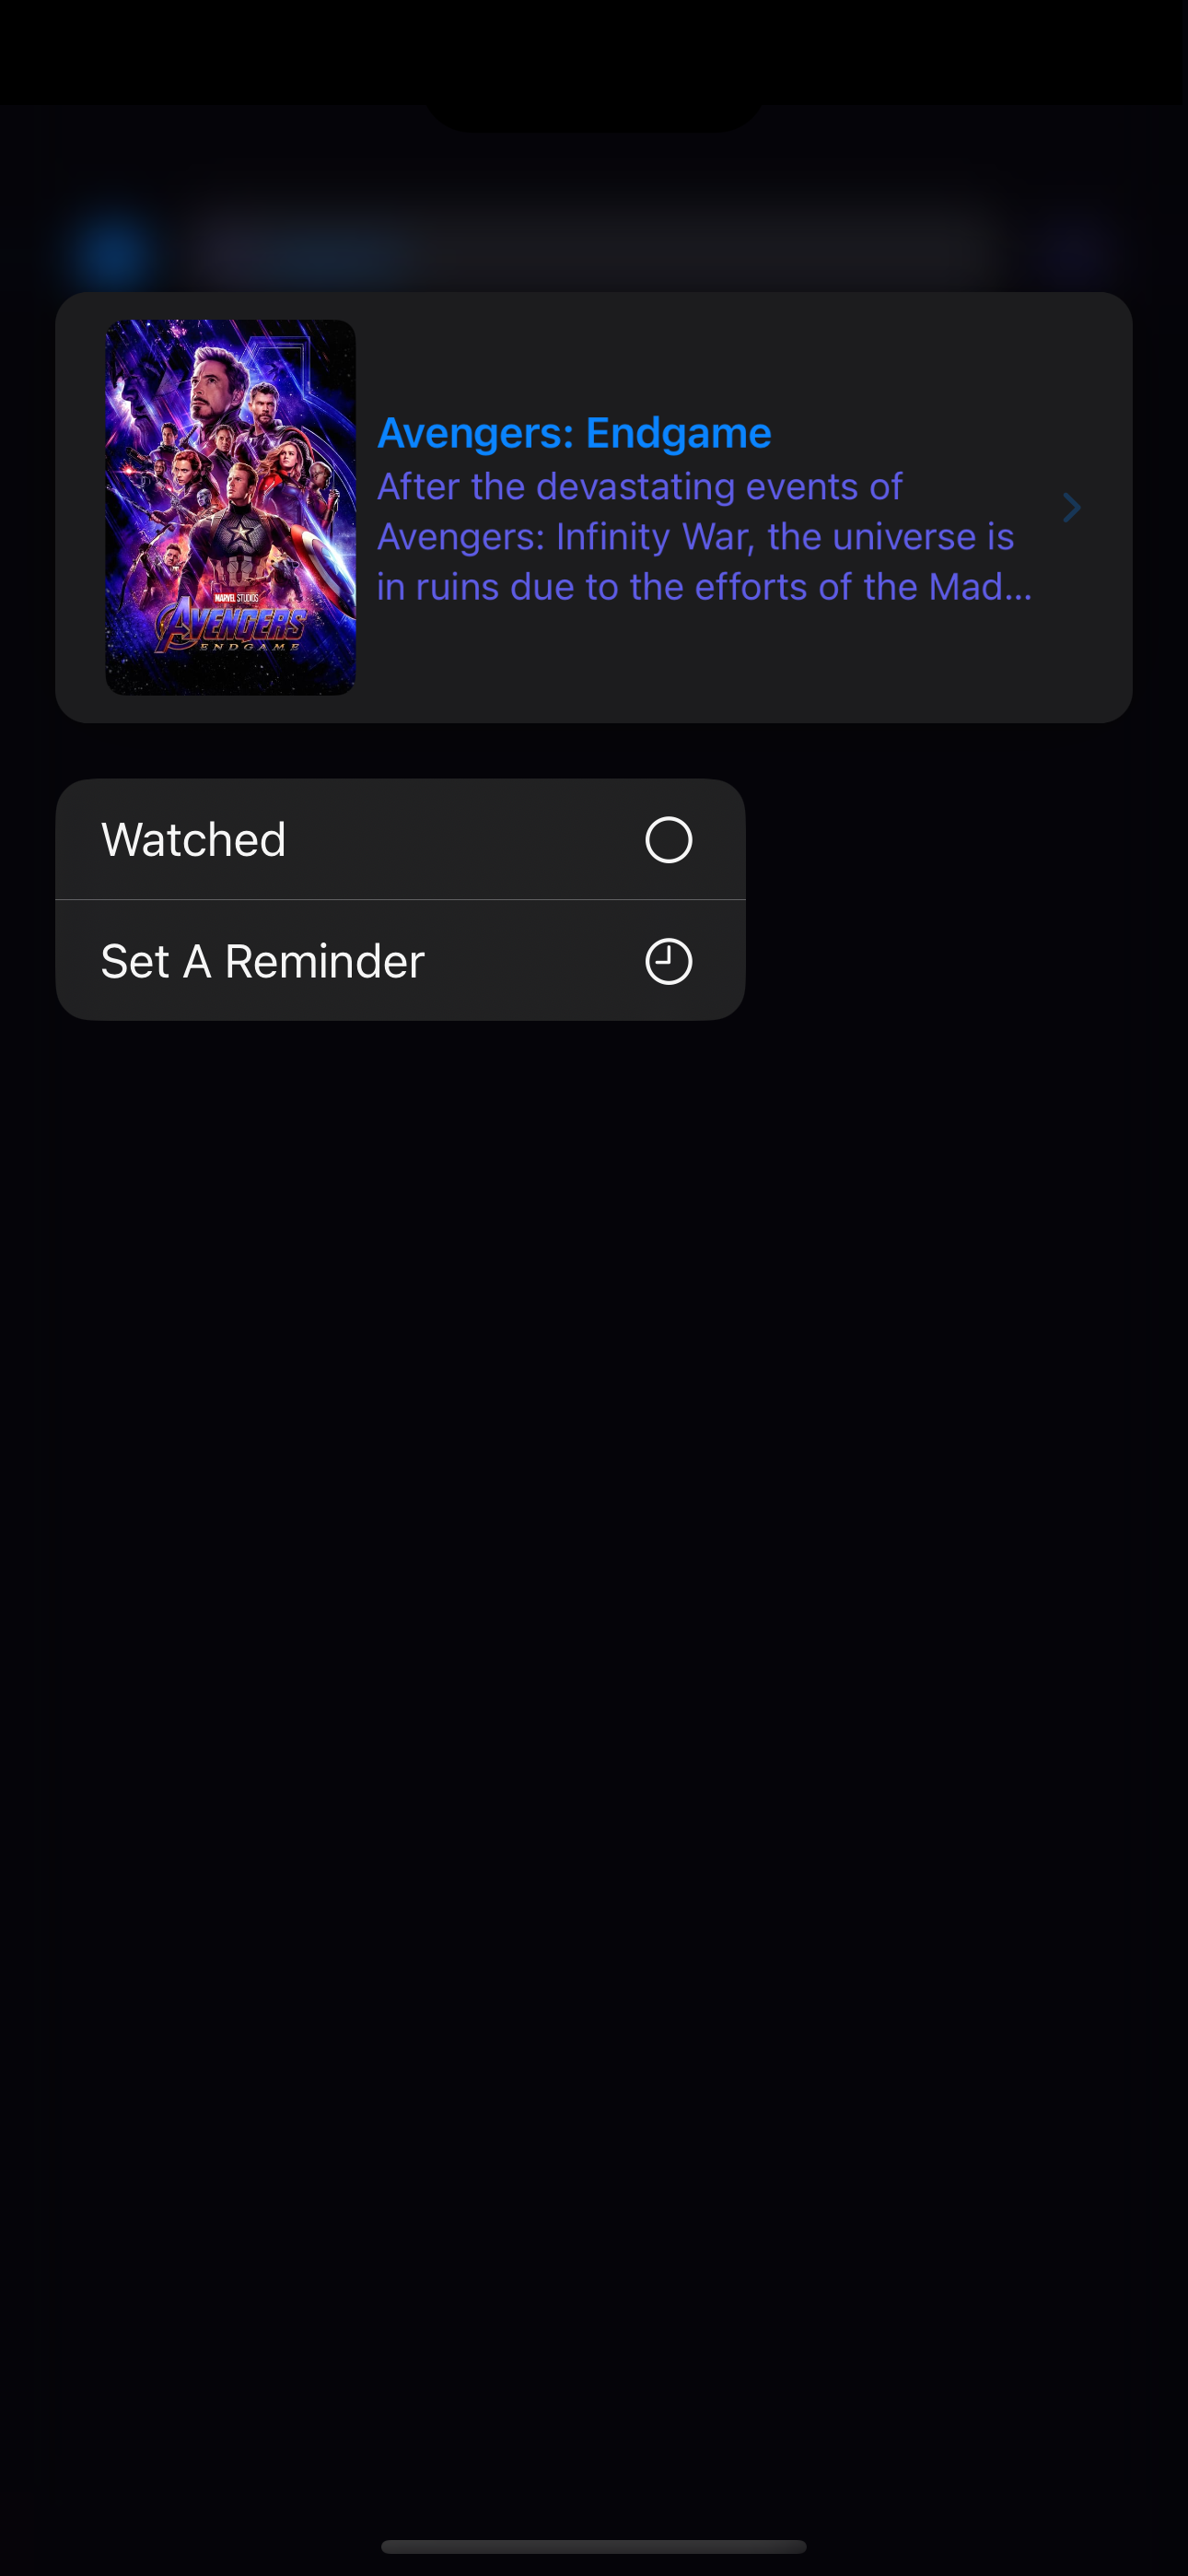 MARVEL STUDIOS
AVENGERS
ENDGAME
Avengers: Endgame
After the devastating events of
Avengers: Infinity War, the universe is
in ruins due to the efforts of the Mad...
Watched
Set A Reminder